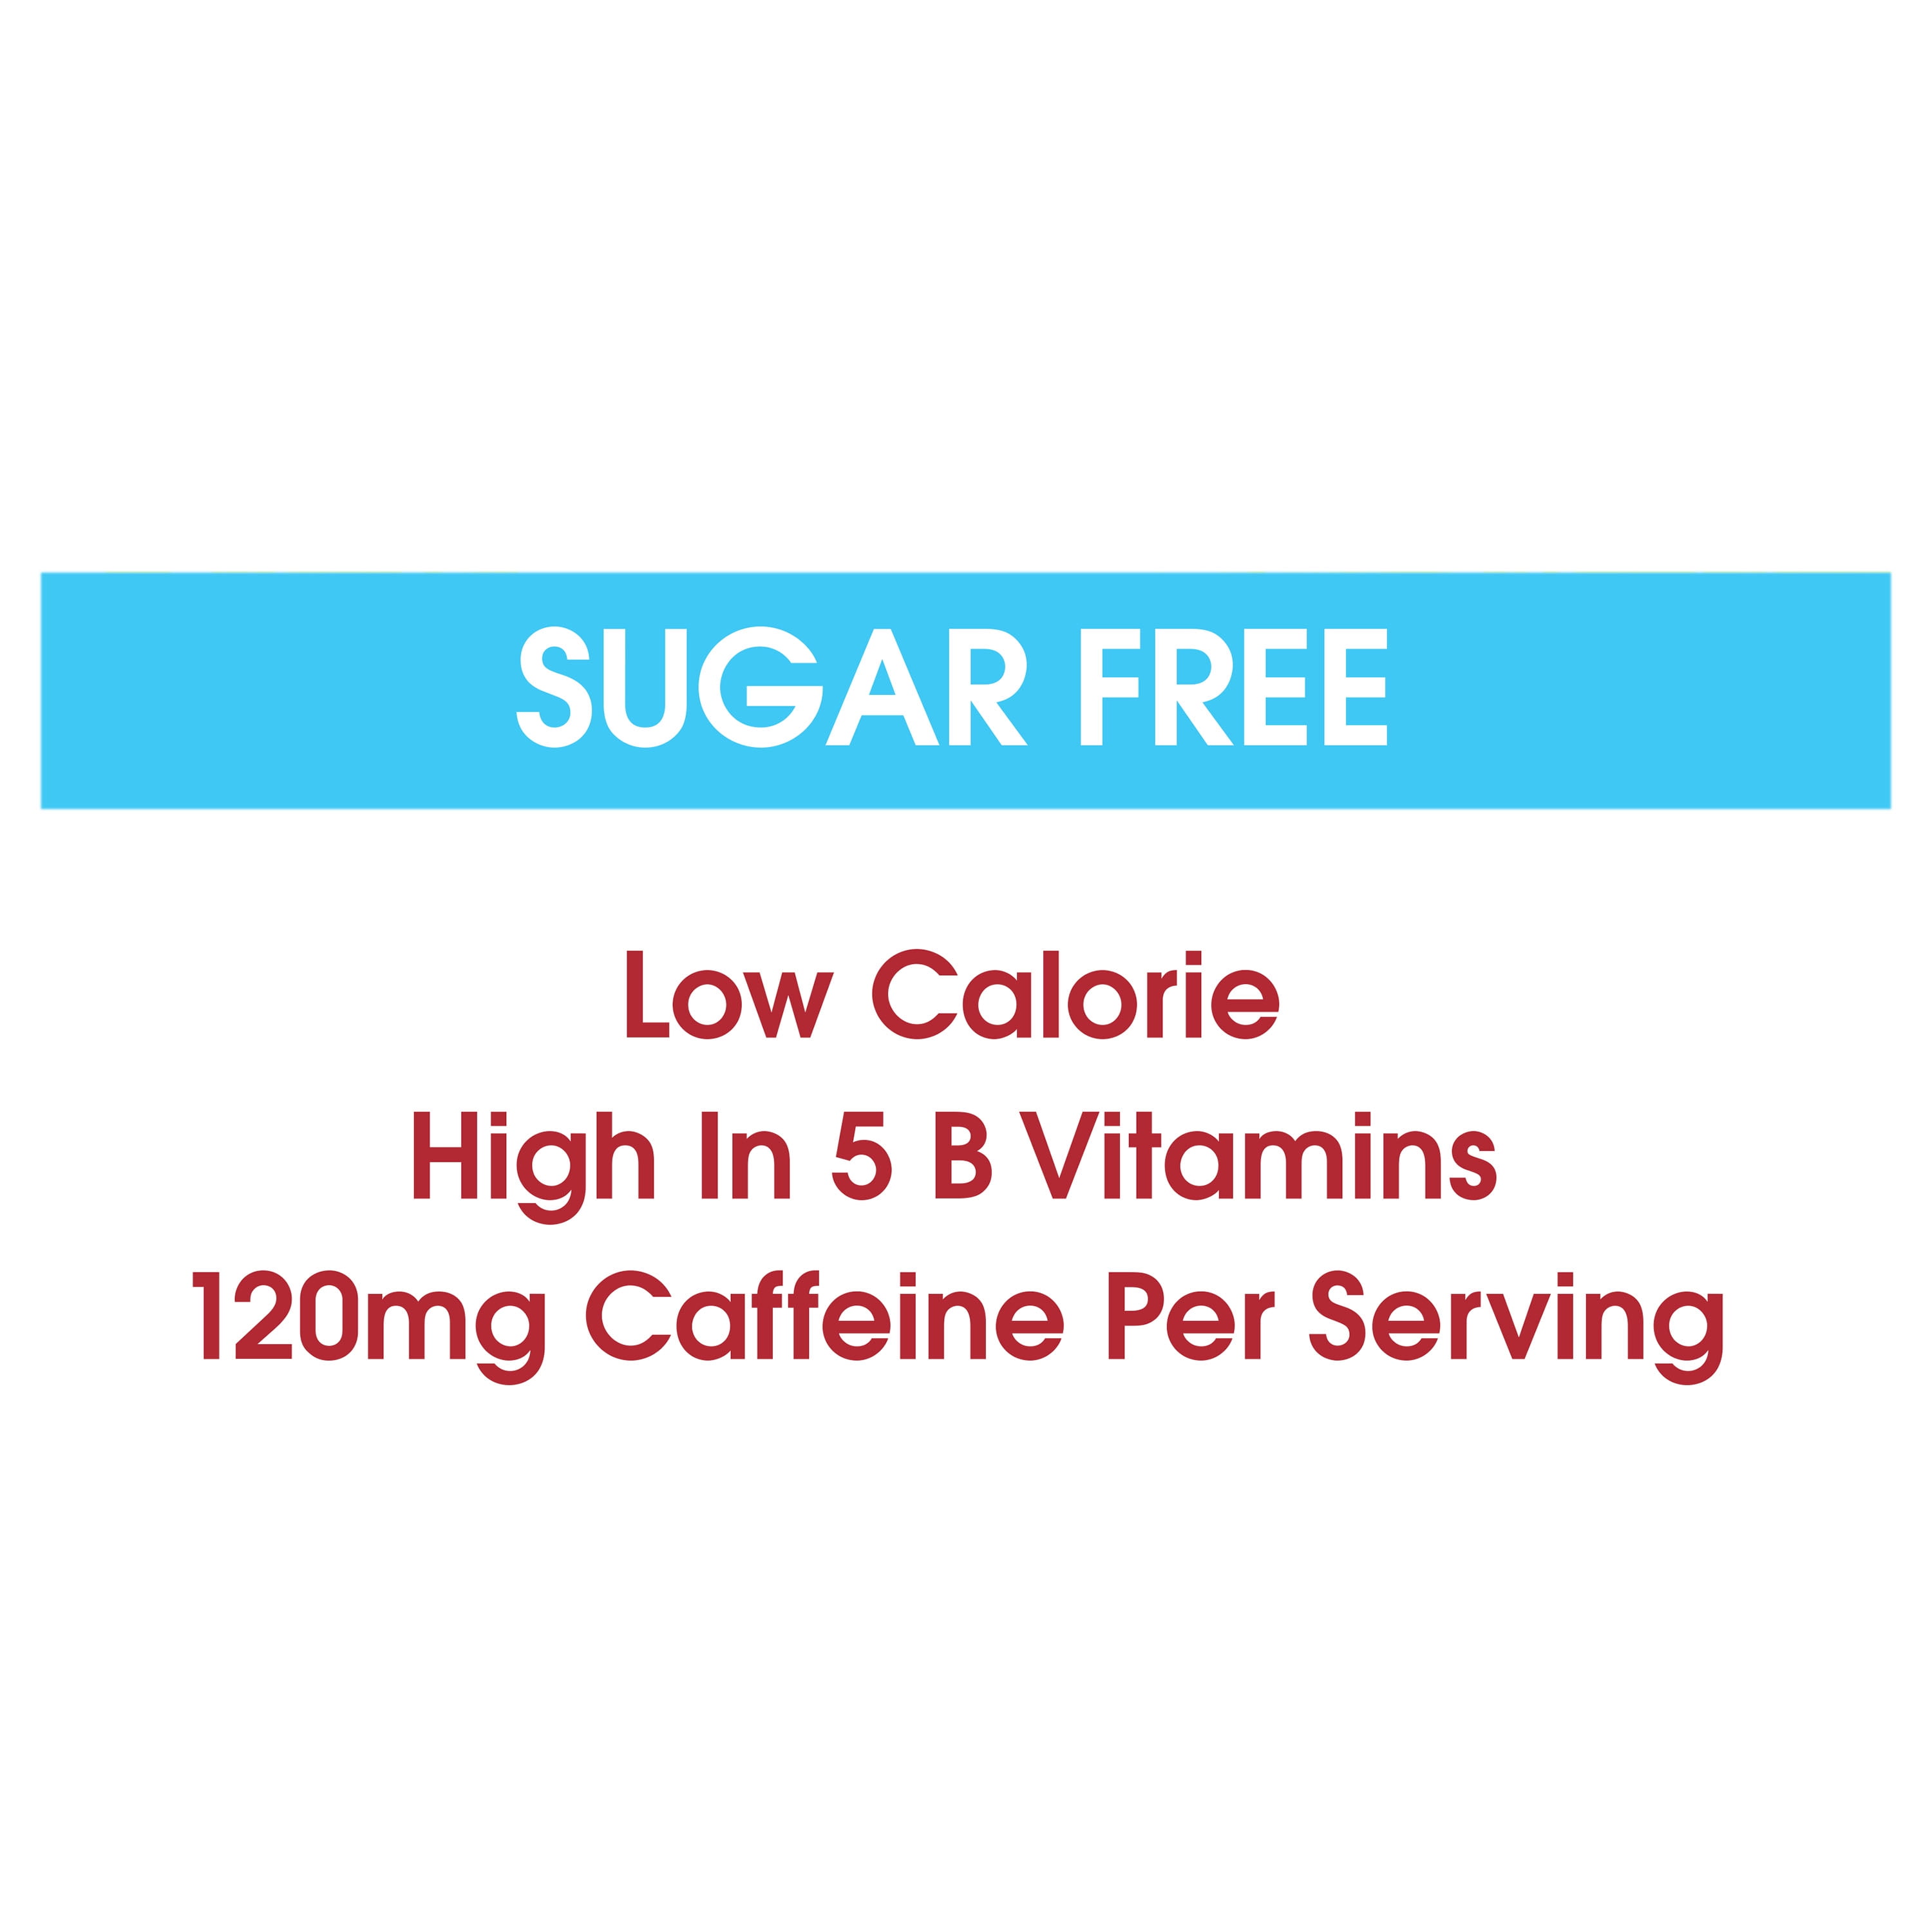 SUGAR FREE
Low Calorie
High In 5 B Vitamins
120mg Caffeine Per Serving